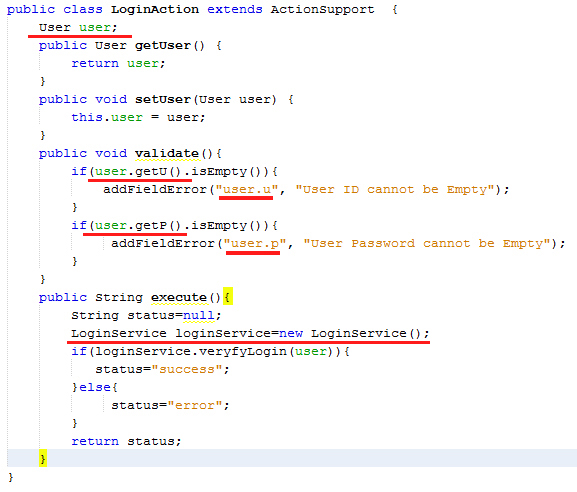 public class LoginAction extends ActionSupport  {
    User user;
    public User getUser() {
        return user;
    }
    public void setUser(User user) {
        this.user = user;
    }
    public void validate(){
        if(user.getU().isEmpty()){
            addFieldError("user.u", "User ID cannot be Empty");
        }
        if(user.getP().isEmpty()){
             addFieldError("user.p", "User Password cannot be Empty");
        }
    }
    public String execute(){
        String status=null;
        LoginService loginService=new LoginService();
        if(loginService.veryfyLogin(user)){
           status="success";
        }else{
             status="error";
        }
        return status;
    }
}